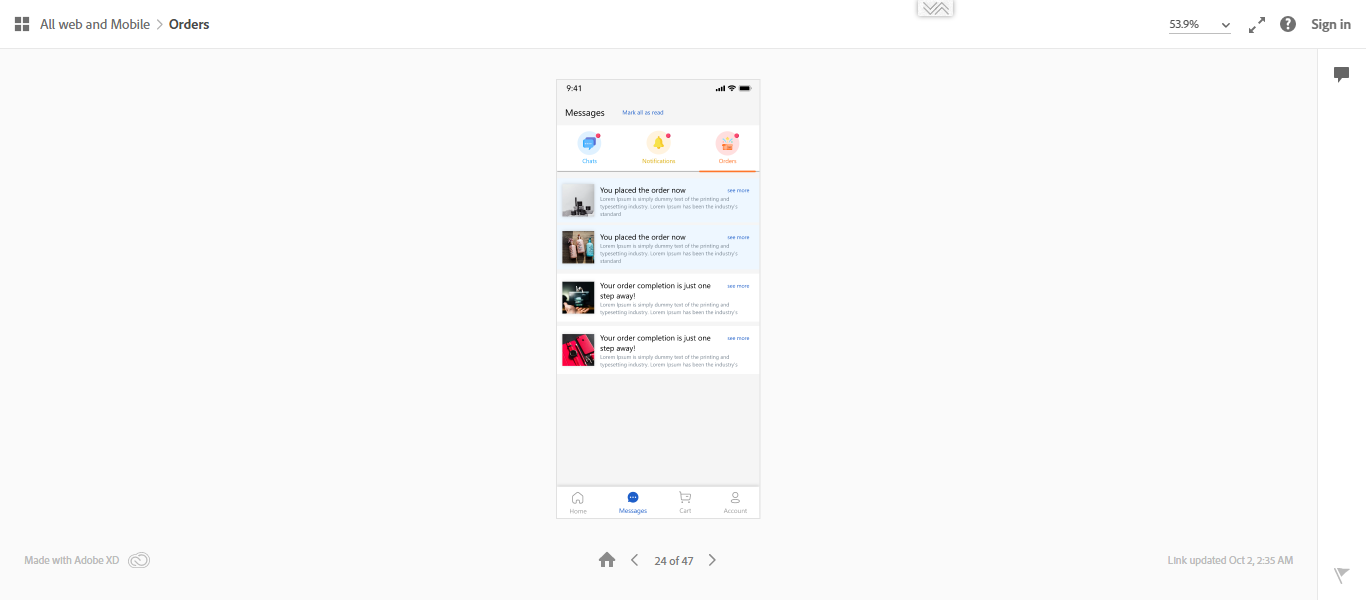 All web and Mobile > Orders
53.9%
Sign in
9:41
Messages
Mark all as read
Chats
Notifications
Orders
You placed the order now
see more
Lorem Ipsum is simply dummy text of the printing and
typesetting industry. Lorem Ipsum has been the industry's
standard
You placed the order now
see more
Lorem Ipsum is simply dummy text of the printing and
typesetting industry. Lorem Ipsum has been the industry's
standard
Your order completion is just one
see more
step away!
Lorem Ipsum is simply dummy text of the printing and
typesetting industry. Lorem Ipsum has been the industry's
Your order completion is just one
see more
step away!
Lorem Ipsum is simply dummy text of the printing and
typesetting industry. Lorem Ipsum has been the industry's
Home
Messages
Cart
Account
Made with Adobe XD
24 of 47
Link updated Oct 2, 2:35 AM